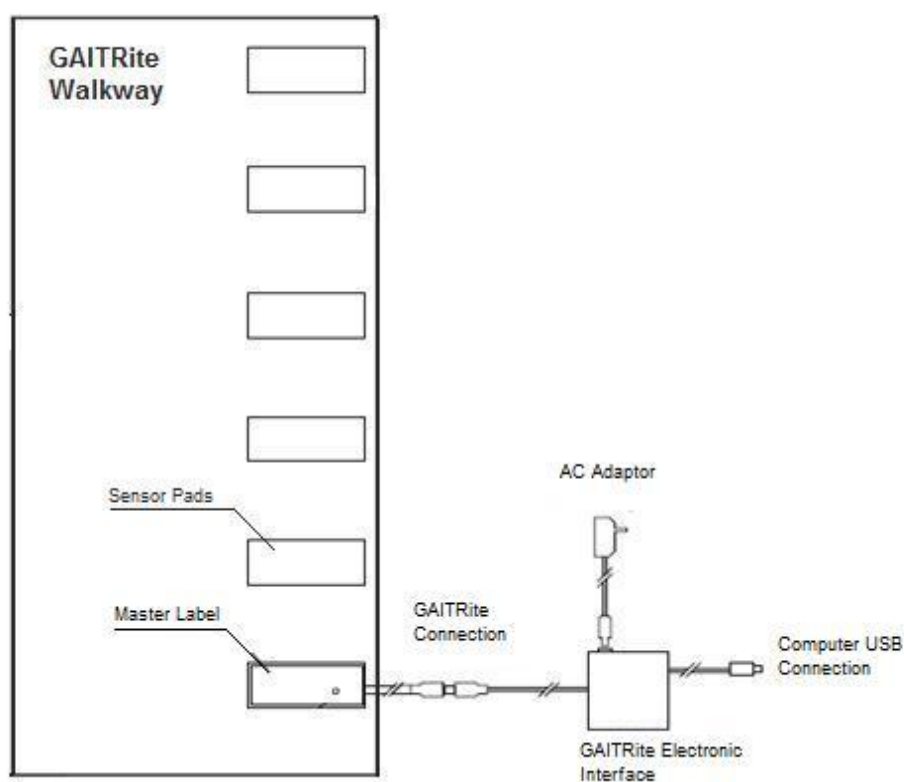 GAITRite
Walkway
AC Adaptor
Sensor Pads
Master Label
GAITRite
Connection
Computer USB
Connection
GAITRite Electronic
Interface